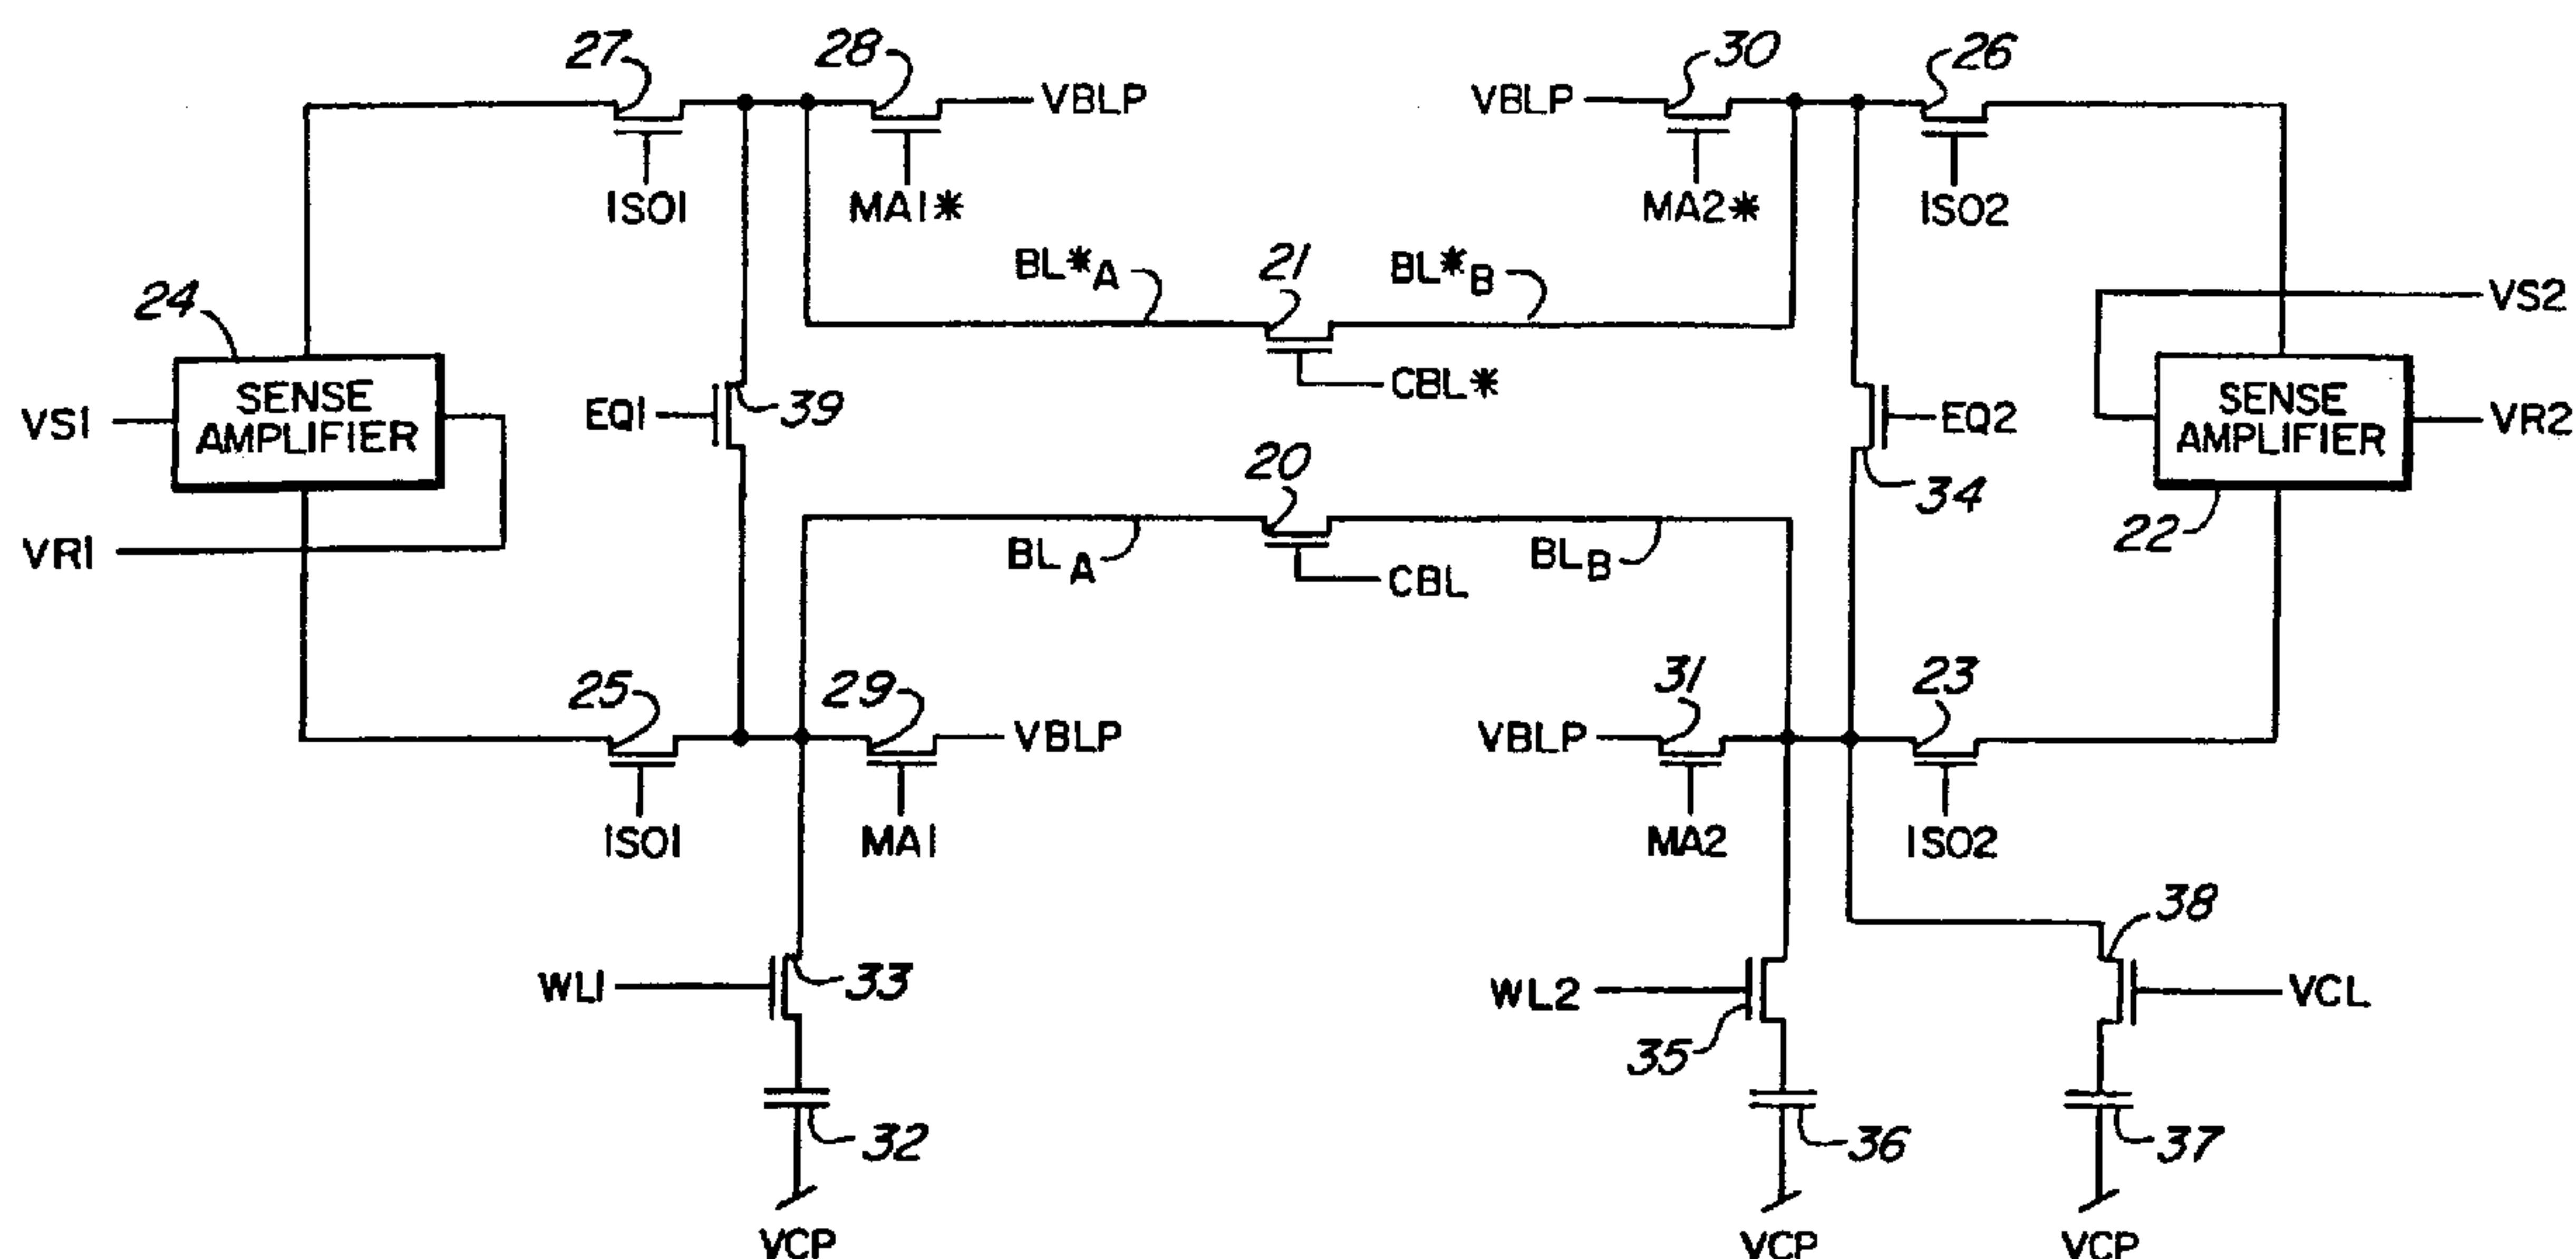 27
28
30
26
VBLP
VBLP
ISO1
MA1*
MA2*
ISO2
BL*A
21
BL*B
24
VS2
SENSE
AMPLIFIER
VS1
EQ1
39
CBL*
EQ2
SENSE
AMPLIFIER
VR2
20
34
VR1
BLA
CBL
BLB
22
25
29
31
23
VBLP
VBLP
ISO1
MA1
MA2
ISO2
38
WL1
33
WL2
VCL
35
32
36
37
VCP
VCP
VCP